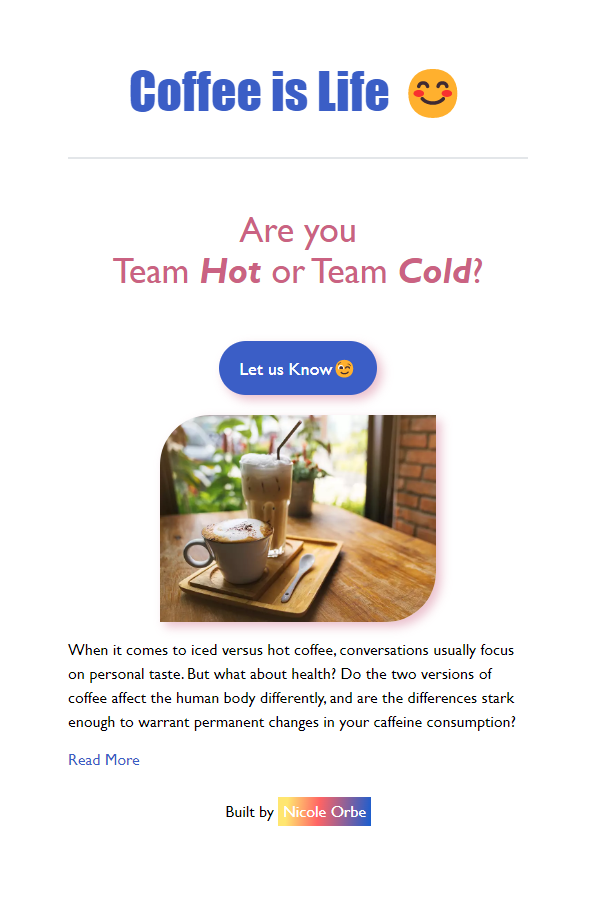 Coffee is Life 😊
Are you
Team Hot or Team Cold?
Let us Know 😉
When it comes to iced versus hot coffee, conversations usually focus
on personal taste. But what about health? Do the two versions of
coffee affect the human body differently, and are the differences stark
enough to warrant permanent changes in your caffeine consumption?
Read More
Built by Nicole Orbe